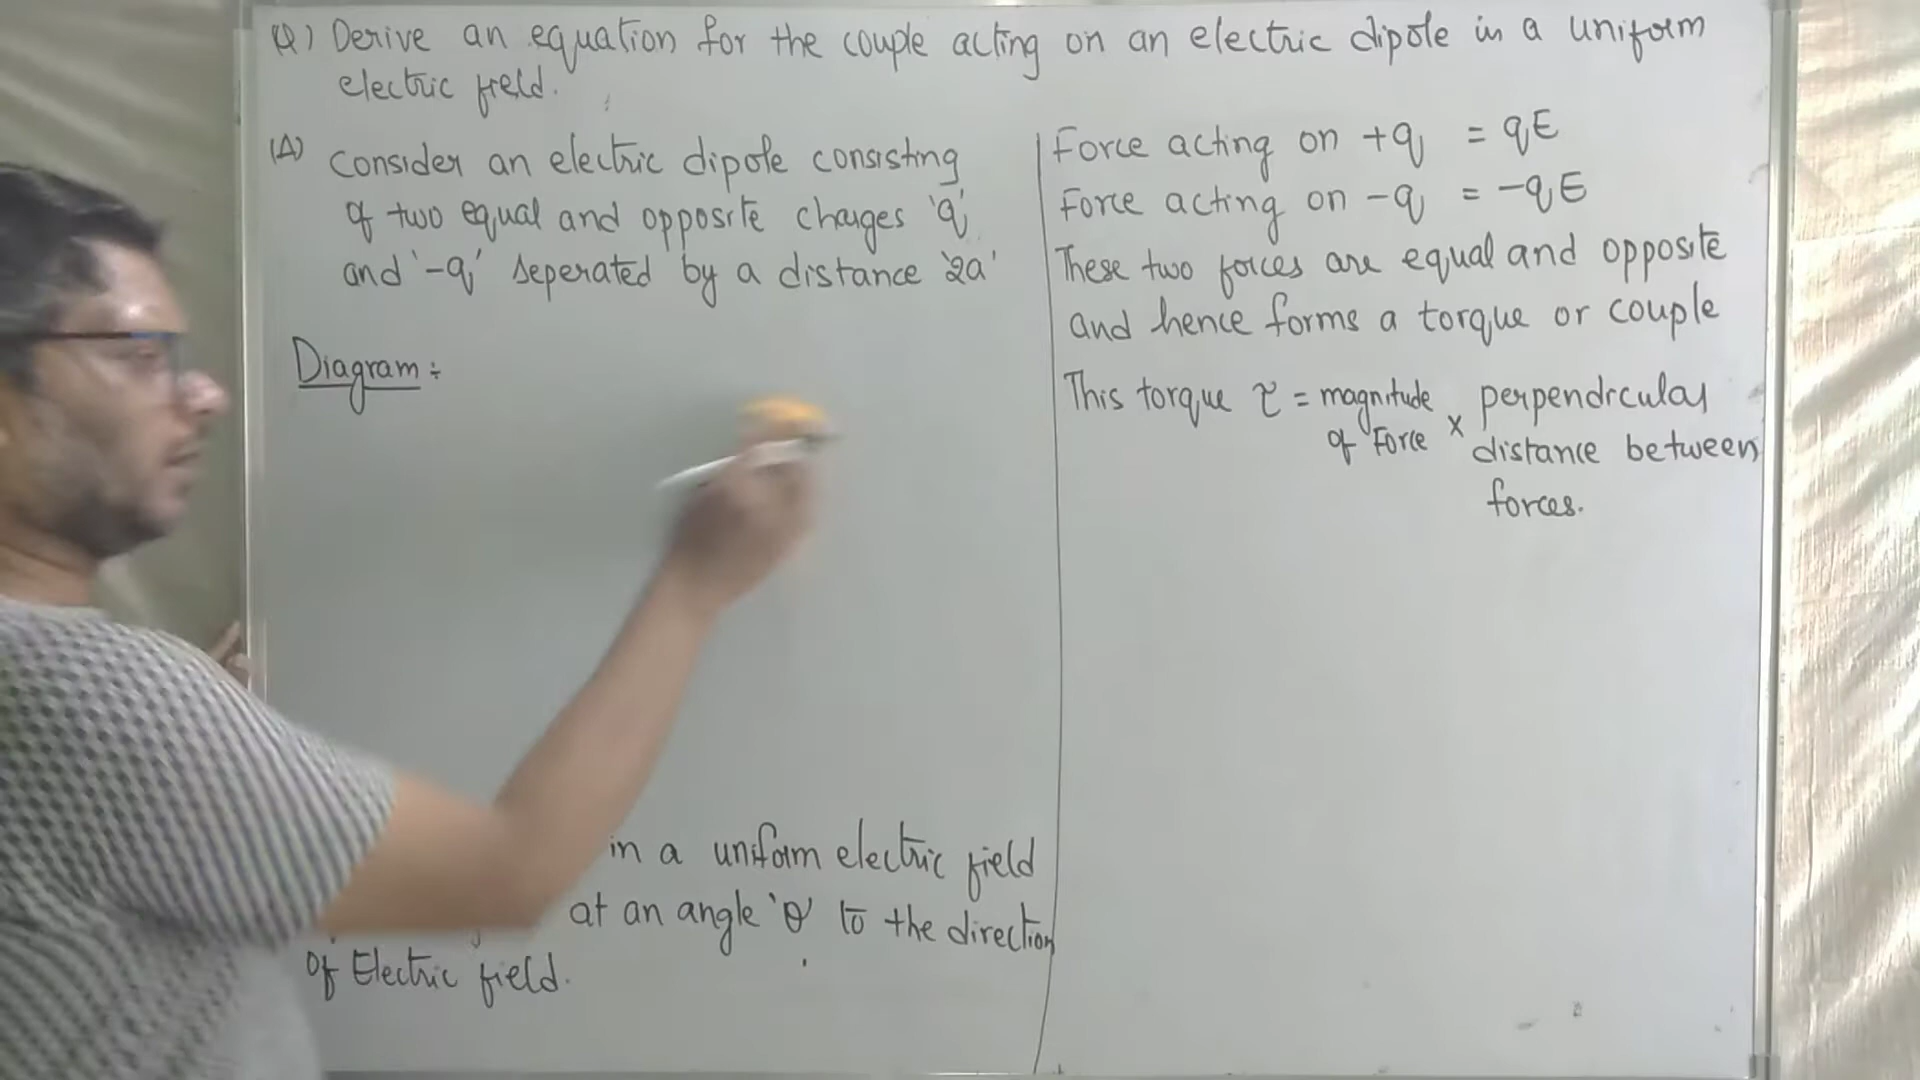 Q) Derive an equation for the couple acting on an electric dipole in a uniform
electric field.
(A) Consider an electric dipole consisting
of two equal and opposite charges 'q'
and '-q' seperated by a distance '2a'
Diagram:
in a uniform electric field
at an angle 'θ' to the direction
of Electric field.
Force acting on +q = qE
Force acting on -q = -qE
These two forces are equal and opposite
and hence forms a torque or couple
This torque τ = magnitude of Force × perpendicular
distance between
forces.